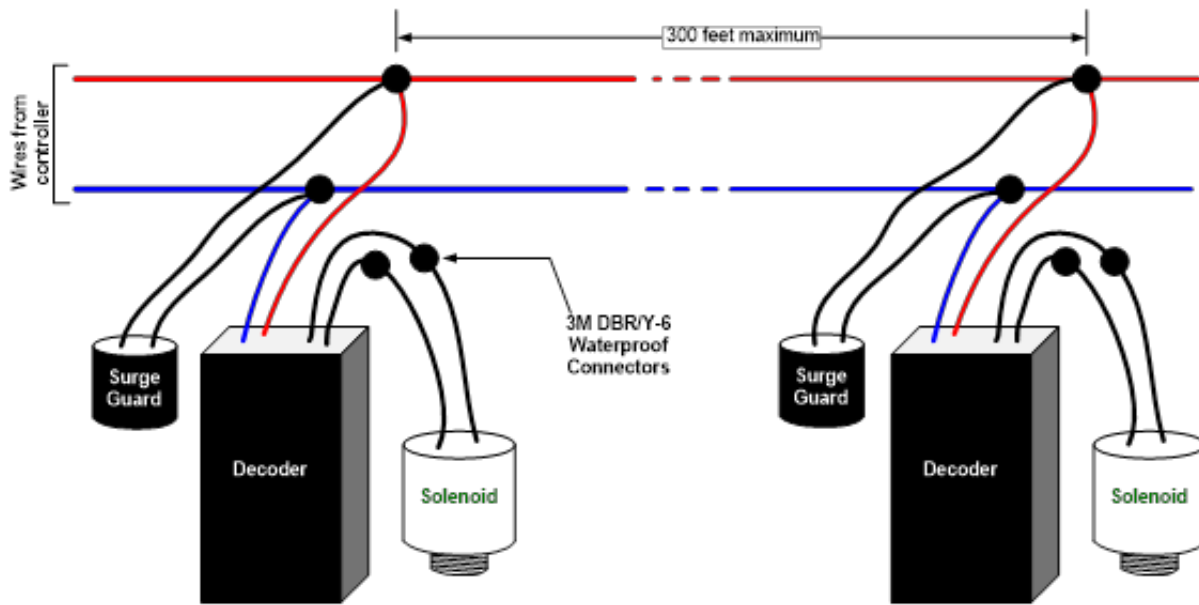 300 feet maximum
Wires from
controller
3M DBR/Y-6
Waterproof
Connectors
Surge
Guard
Decoder
Solenoid
Surge
Guard
Decoder
Solenoid